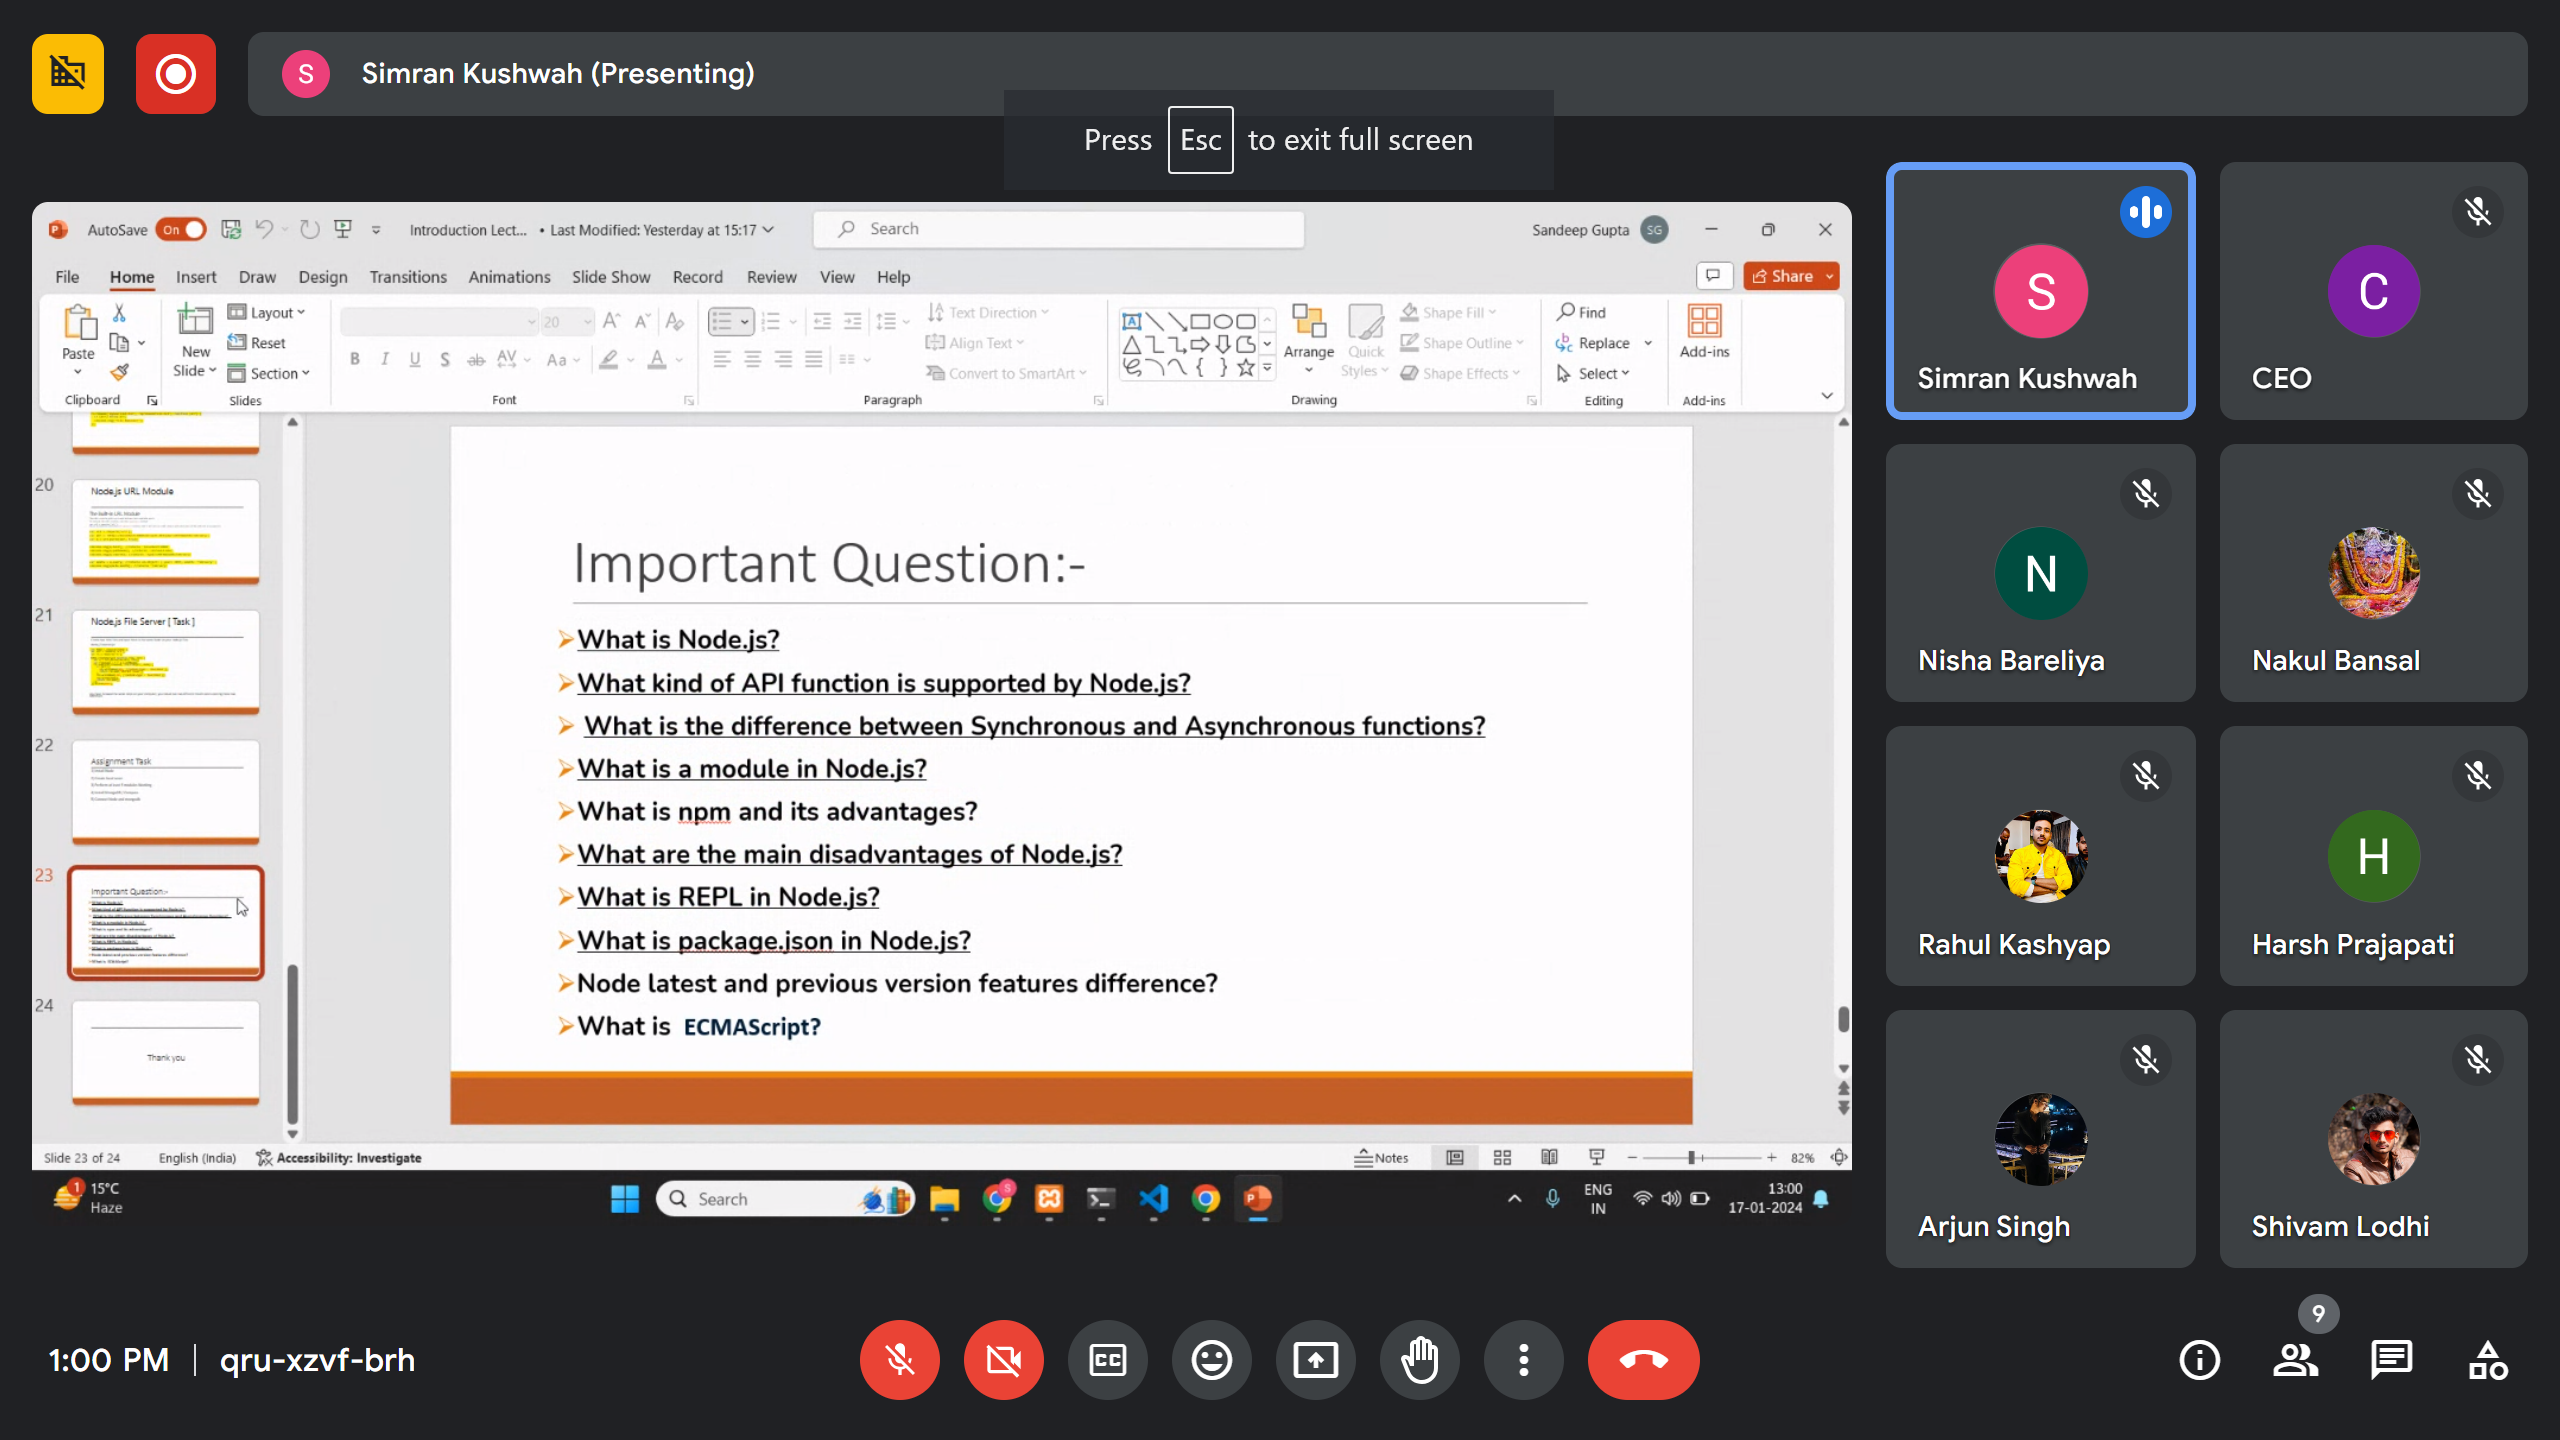 S Simran Kushwah (Presenting)
Press Esc to exit full screen
AutoSave On Introduction Lect... • Last Modified: Yesterday at 15:17 Search Sandeep Gupta SG
File Home Insert Draw Design Transitions Animations Slide Show Record Review View Help Share
Paste
Clipboard
New
Slide
Layout
Reset
Section
Slides
20
B I U S ab AV Aa A
Font
Text Direction
Align Text
Convert to SmartArt
Paragraph
Arrange
Quick
Styles
Shape Fill
Shape Outline
Shape Effects
Drawing
Find
Replace
Select
Editing
Add-ins
Add-ins
20
Node.js URL Module
21
Node.js File Server [ Task ]
22
Assignment Task
23
Important Question:-
24
Thank you
Important Question:-
What is Node.js?
What kind of API function is supported by Node.js?
What is the difference between Synchronous and Asynchronous functions?
What is a module in Node.js?
What is npm and its advantages?
What are the main disadvantages of Node.js?
What is REPL in Node.js?
What is package.json in Node.js?
Node latest and previous version features difference?
What is ECMAScript?
Slide 23 of 24 English (India) Accessibility: Investigate Notes 82%
1 15°C
Haze
Search
ENG
IN
13:00
17-01-2024
S
Simran Kushwah
C
CEO
N
Nisha Bareliya
Nakul Bansal
Rahul Kashyap
H
Harsh Prajapati
Arjun Singh
Shivam Lodhi
1:00 PM | qru-xzvf-brh
CC
9